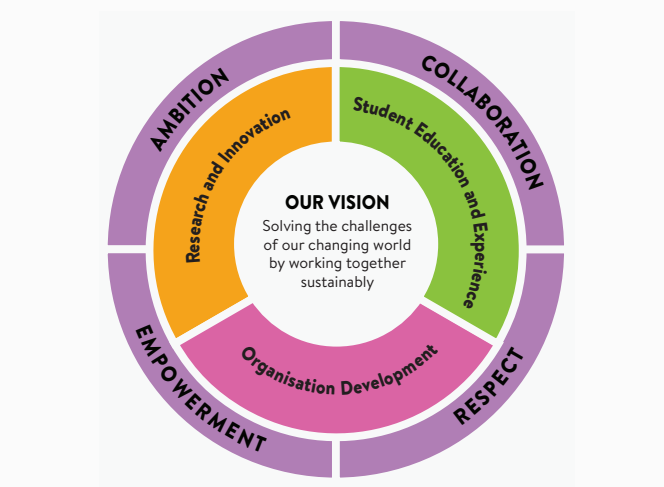 AMBITION
COLLABORATION
Research and Innovation
Student Education and Experience
OUR VISION
Solving the challenges
of our changing world
by working together
sustainably
Organisation Development
EMPOWERMENT
RESPECT